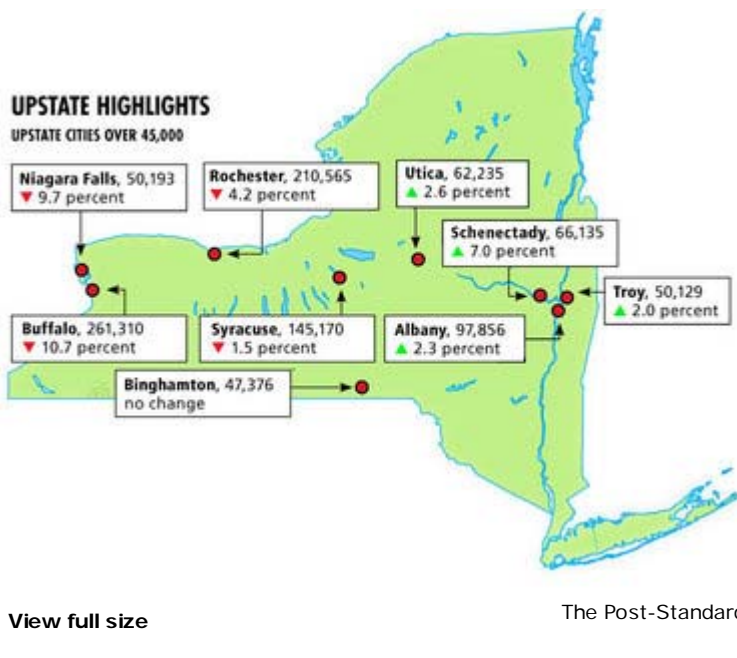 UPSTATE HIGHLIGHTS
UPSTATE CITIES OVER 45,000
Niagara Falls, 50,193
▼ 9.7 percent
Rochester, 210,565
▼ 4.2 percent
Utica, 62,235
▲ 2.6 percent
Schenectady, 66,135
▲ 7.0 percent
Troy, 50,129
▲ 2.0 percent
Buffalo, 261,310
▼ 10.7 percent
Syracuse, 145,170
▼ 1.5 percent
Albany, 97,856
▲ 2.3 percent
Binghamton, 47,376
no change
View full size
The Post-Standard